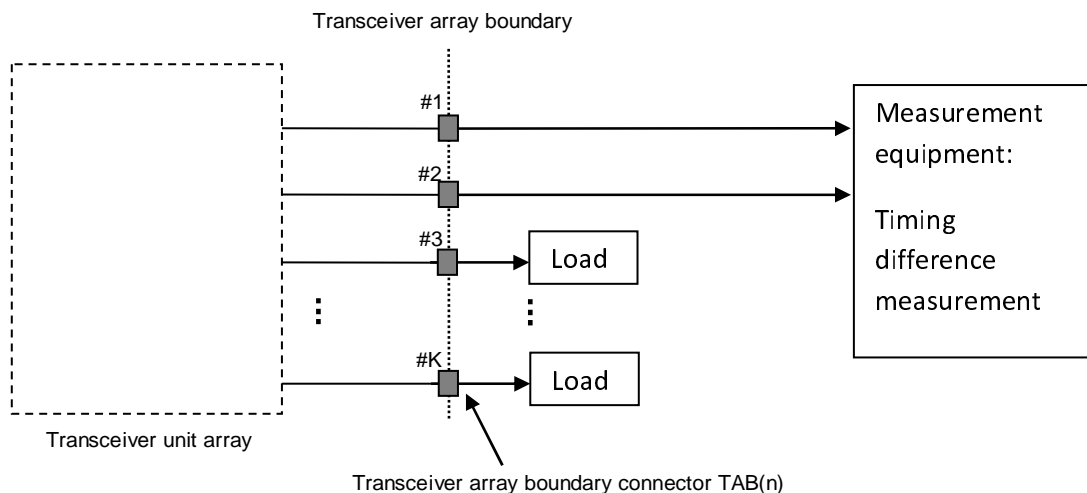 Transceiver array boundary
#1
Measurement
equipment:
#2
Timing
difference
measurement
#3
Load
#K
Load
Transceiver unit array
Transceiver array boundary connector TAB(n)